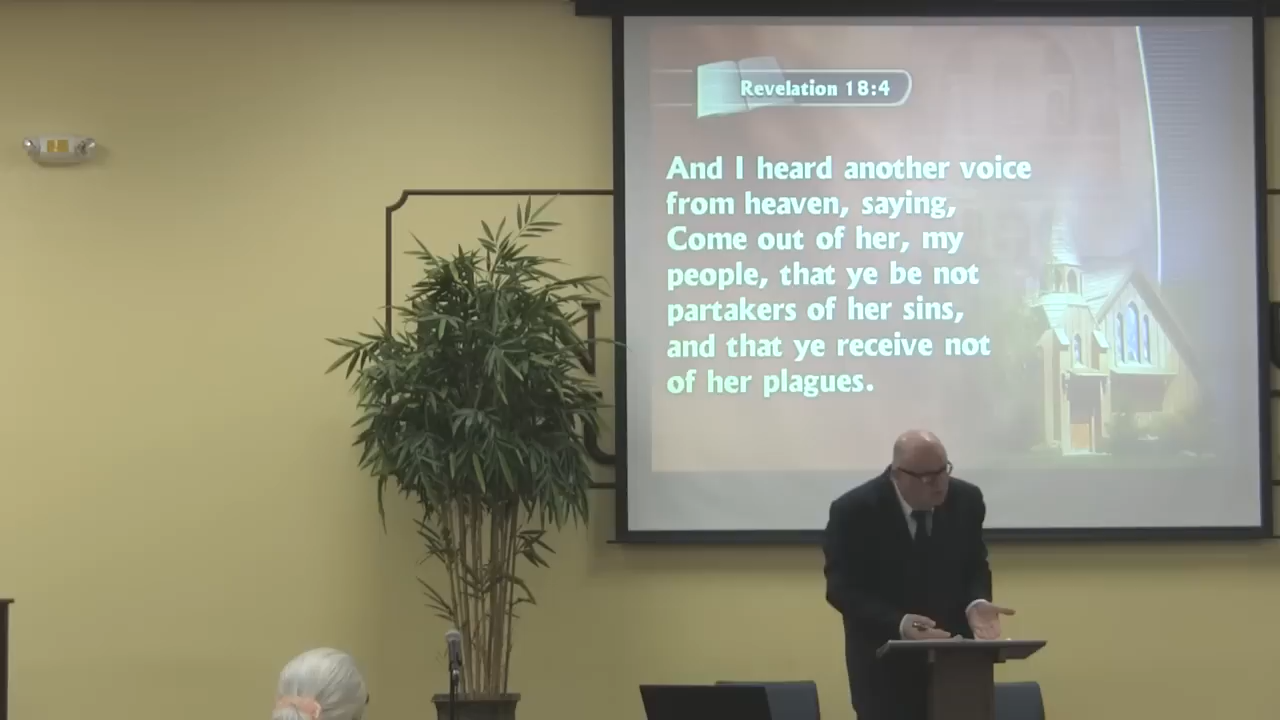 Revelation 18:4
And I heard another voice
from heaven, saying,
Come out of her, my
people, that ye be not
partakers of her sins,
and that ye receive not
of her plagues.